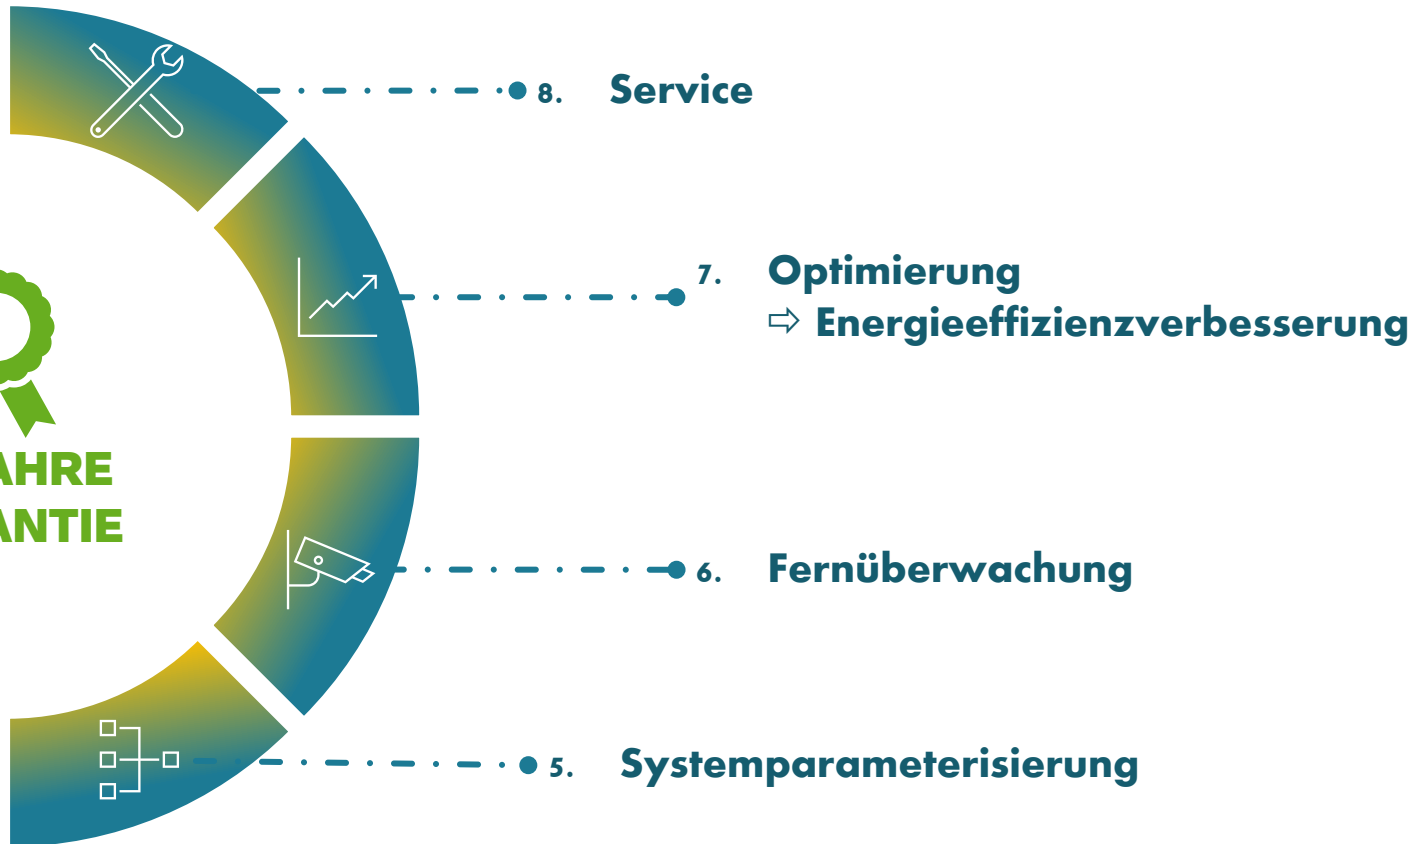 8. Service
7. Optimierung
⇨ Energieeffizienzverbesserung
AHRE
ANTIE
6. Fernüberwachung
5. Systemparameterisierung